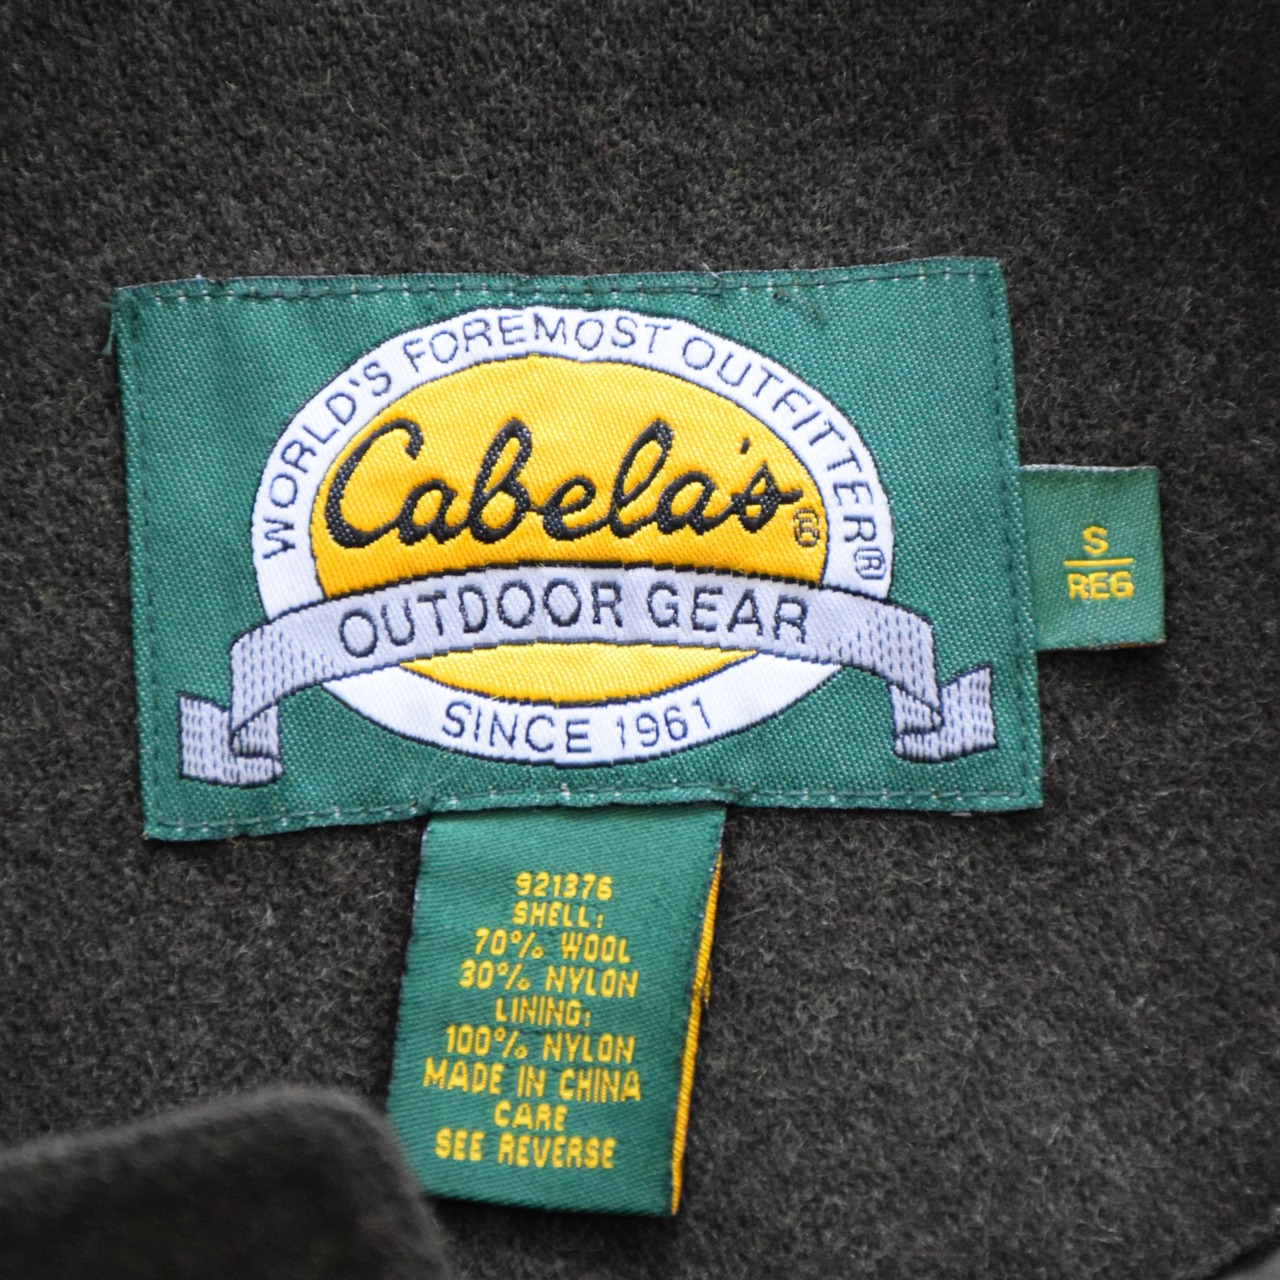 WORLD'S FOREMOST OUTFITTER®
Cabela's®
OUTDOOR GEAR
SINCE 1961
S
REG
921376
SHELL:
70% WOOL
30% NYLON
LINING:
100% NYLON
MADE IN CHINA
CARE
SEE REVERSE